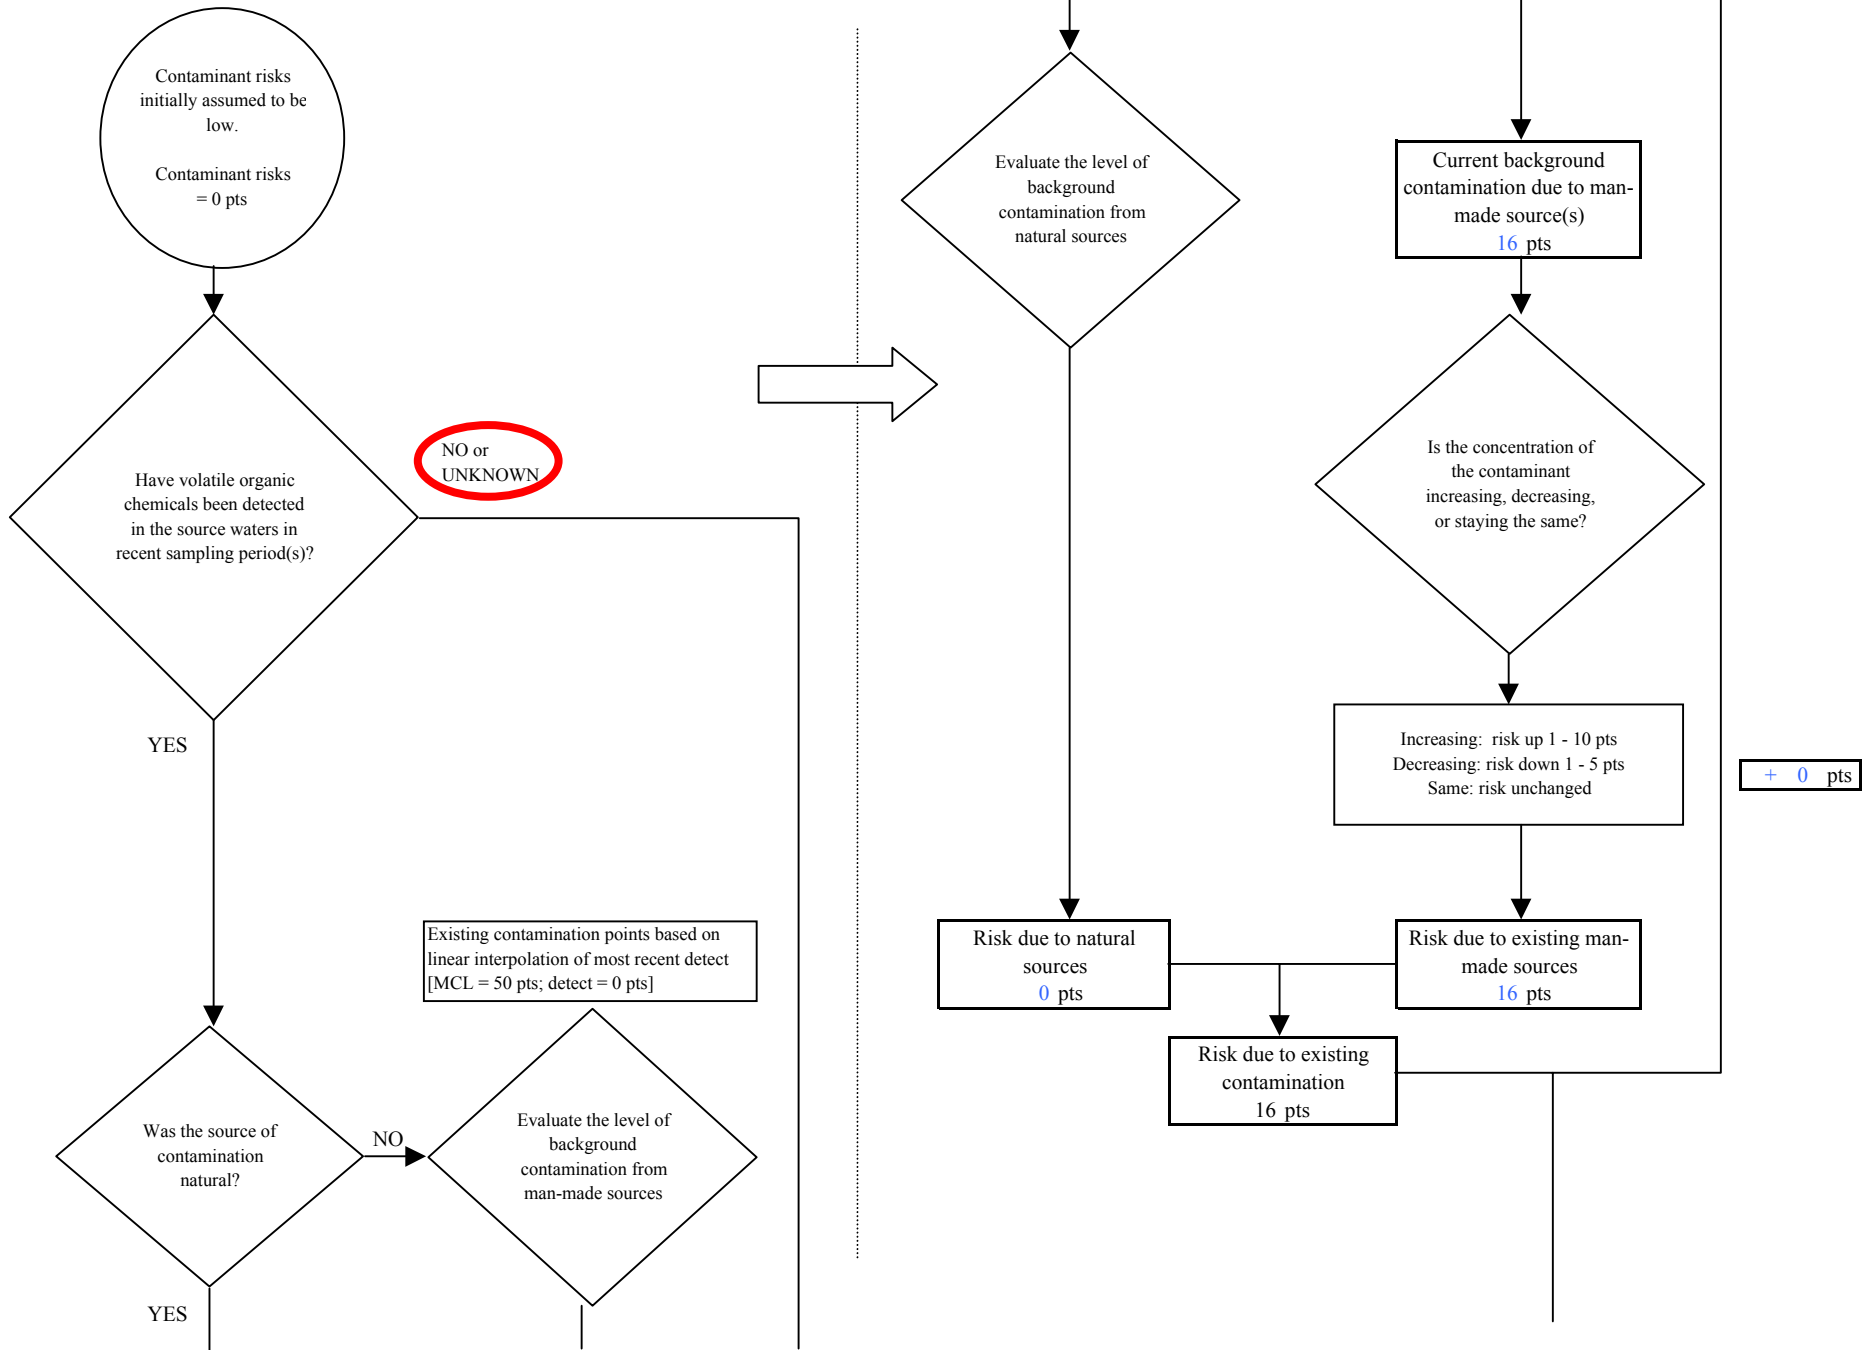 Contaminant risks
initially assumed to be
low.
Contaminant risks
= 0 pts
Have volatile organic
chemicals been detected
in the source waters in
recent sampling period(s)?
NO or
UNKNOWN
YES
Existing contamination points based on
linear interpolation of most recent detect
[MCL = 50 pts; detect = 0 pts]
Was the source of
contamination
natural?
NO
Evaluate the level of
background
contamination from
man-made sources
YES
Evaluate the level of
background
contamination from
natural sources
Current background
contamination due to man-
made source(s)
16 pts
Is the concentration of
the contaminant
increasing, decreasing,
or staying the same?
Increasing: risk up 1 - 10 pts
Decreasing: risk down 1 - 5 pts
Same: risk unchanged
+ 0 pts
Risk due to natural
sources
0 pts
Risk due to existing man-
made sources
16 pts
Risk due to existing
contamination
16 pts